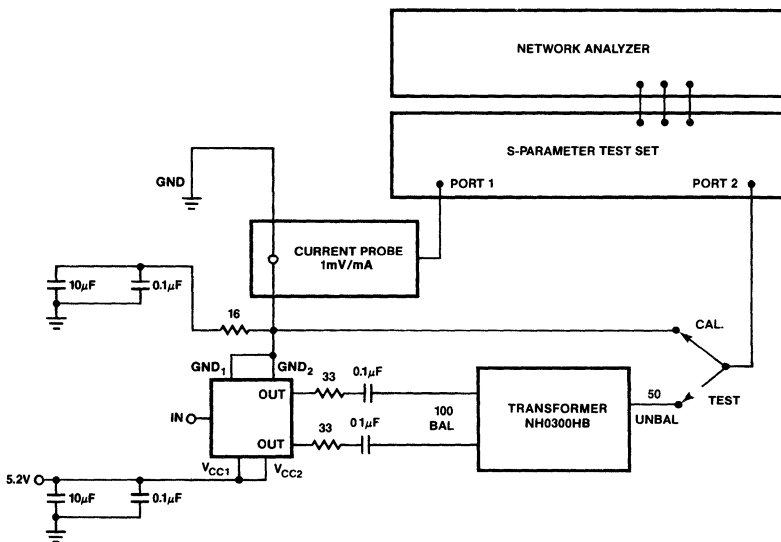 NETWORK ANALYZER
S-PARAMETER TEST SET
PORT 1
PORT 2
GND
CURRENT PROBE
1mV/mA
10µF
0.1µF
16
CAL.
GND1
GND2
33
0.1µF
OUT
50
TEST
IN
100
BAL
TRANSFORMER
NH0300HB
UNBAL
OUT
33
0 1µF
VCC1
VCC2
5.2V
10µF
0.1µF